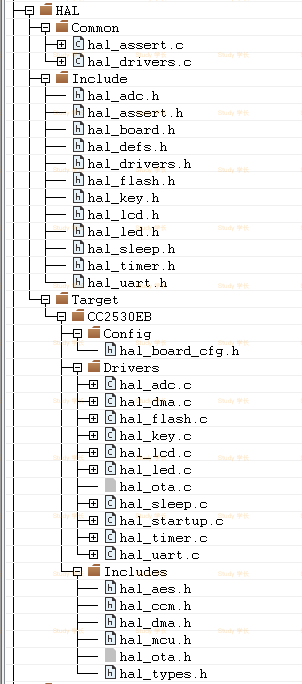 HAL
Common
hal_assert.c
hal_drivers.c
Include
hal_adc.h
hal_assert.h
hal_board.h
hal_defs.h
hal_drivers.h
hal_flash.h
hal_key.h
hal_lcd.h
hal_led.h
hal_sleep.h
hal_timer.h
hal_uart.h
Target
CC2530EB
Config
hal_board_cfg.h
Drivers
hal_adc.c
hal_dma.c
hal_flash.c
hal_key.c
hal_lcd.c
hal_led.c
hal_ota.c
hal_sleep.c
hal_startup.c
hal_timer.c
hal_uart.c
Includes
hal_aes.h
hal_ccm.h
hal_dma.h
hal_mcu.h
hal_ota.h
hal_types.h